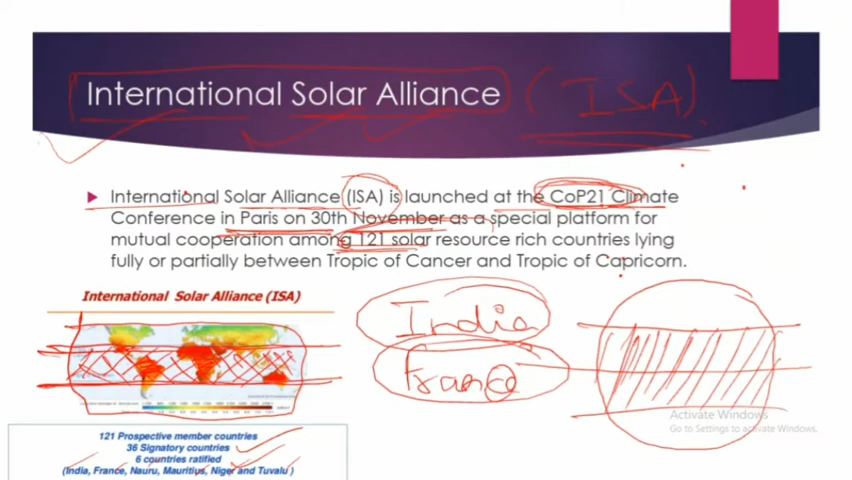 International Solar Alliance (ISA)
International Solar Alliance (ISA) is launched at the CoP21 Climate
Conference in Paris on 30th November as a special platform for
mutual cooperation among 121 solar resource rich countries lying
fully or partially between Tropic of Cancer and Tropic of Capricorn.
International Solar Alliance (ISA)
India
France
121 Prospective member countries
36 Signatory countries
6 countries ratified
(India, France, Nauru, Mauritius, Niger and Tuvalu )
Activate Windows
Go to Settings to activate Windows.